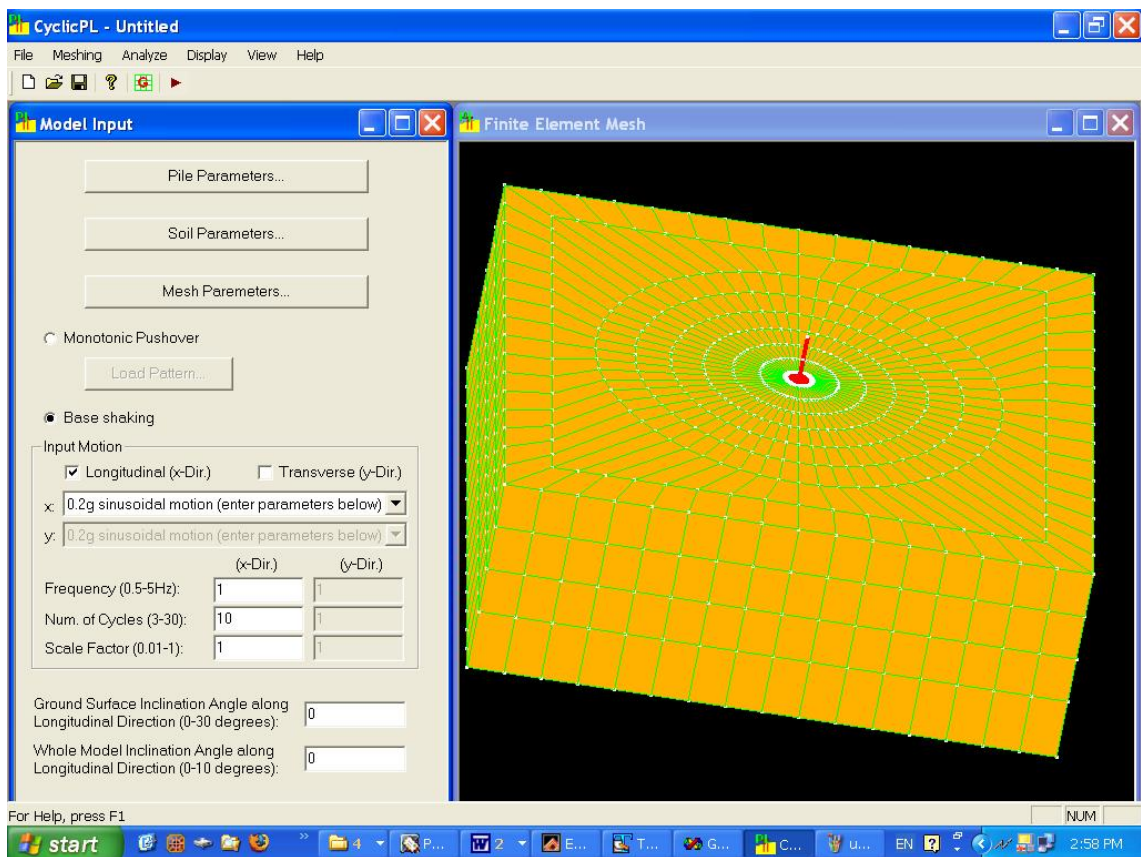 CyclicPL - Untitled
File Meshing Analyze Display View Help
Model Input
Pile Parameters...
Soil Parameters...
Mesh Paremeters...
Monotonic Pushover
Load Pattern...
Base shaking
Input Motion
Longitudinal (x-Dir.) Transverse (y-Dir.)
x: 0.2g sinusoidal motion (enter parameters below)
y: 0.2g sinusoidal motion (enter parameters below)
(x-Dir.) (y-Dir.)
Frequency (0.5-5Hz): 1 1
Num. of Cycles (3-30): 10 1
Scale Factor (0.01-1): 1 1
Ground Surface Inclination Angle along
Longitudinal Direction (0-30 degrees): 0
Whole Model Inclination Angle along
Longitudinal Direction (0-10 degrees): 0
Finite Element Mesh
For Help, press F1
NUM
start 4 P... 2 E... T... G... C... u... EN 2:58 PM